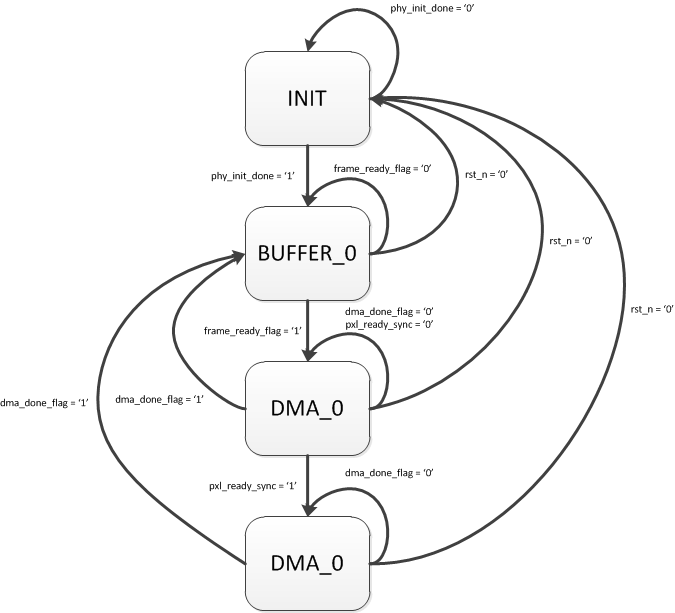 phy_init_done = ‘0’
INIT
phy_init_done = ‘1’
frame_ready_flag = ‘0’
rst_n = ‘0’
rst_n = ‘0’
rst_n = ‘0’
BUFFER_0
frame_ready_flag = ‘1’
dma_done_flag = ‘0’
pxl_ready_sync = ‘0’
dma_done_flag = ‘1’
dma_done_flag = ‘1’
DMA_0
pxl_ready_sync = ‘1’
dma_done_flag = ‘0’
DMA_0